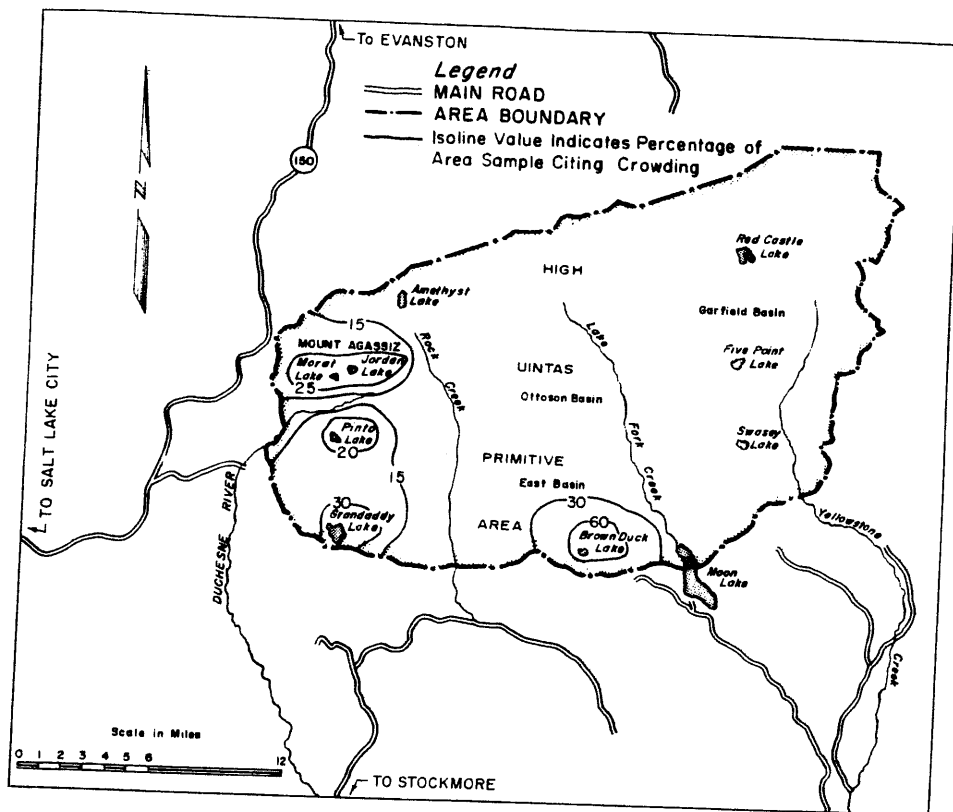 To EVANSTON
Legend
MAIN ROAD
AREA BOUNDARY
Isoline Value Indicates Percentage of
Area Sample Citing Crowding
150
N
Red Castle
Lake
HIGH
Amethyst
Lake
Garfield Basin
15
MOUNT AGASSIZ
Jordan
Lake
Morat
Lake
25
Rock
Creek
Lake
Fork
Creek
Five Point
Lake
UINTAS
Ottoson Basin
Pinto
Lake
20
Swasey
Lake
PRIMITIVE
East Basin
15
30
Grandaddy
Lake
AREA
30
60
Brown Duck
Lake
Moon
Lake
Yellowstone
Creek
TO SALT LAKE CITY
DUCHESNE RIVER
Scale in Miles
0 1 2 3 4 5 6 12
TO STOCKMORE